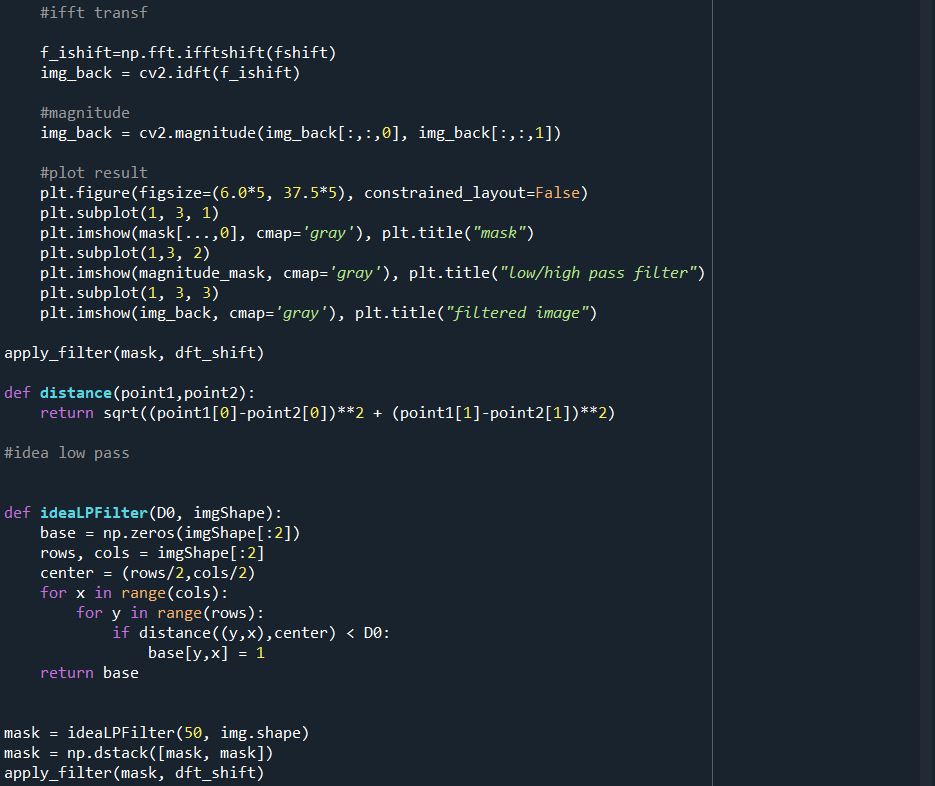 #ifft transf
f_ishift=np.fft.ifftshift(fshift)
img_back = cv2.idft(f_ishift)
#magnitude
img_back = cv2.magnitude(img_back[:,:,0], img_back[:,:,1])
#plot result
plt.figure(figsize=(6.0*5, 37.5*5), constrained_layout=False)
plt.subplot(1, 3, 1)
plt.imshow(mask[...,0], cmap='gray'), plt.title("mask")
plt.subplot(1,3, 2)
plt.imshow(magnitude_mask, cmap='gray'), plt.title("low/high pass filter")
plt.subplot(1, 3, 3)
plt.imshow(img_back, cmap='gray'), plt.title("filtered image")
apply_filter(mask, dft_shift)
def distance(point1,point2):
return sqrt((point1[0]-point2[0])**2 + (point1[1]-point2[1])**2)
#idea low pass
def ideaLPFilter(D0, imgShape):
base = np.zeros(imgShape[:2])
rows, cols = imgShape[:2]
center = (rows/2,cols/2)
for x in range(cols):
for y in range(rows):
if distance((y,x),center) < D0:
base[y,x] = 1
return base
mask = ideaLPFilter(50, img.shape)
mask = np.dstack([mask, mask])
apply_filter(mask, dft_shift)